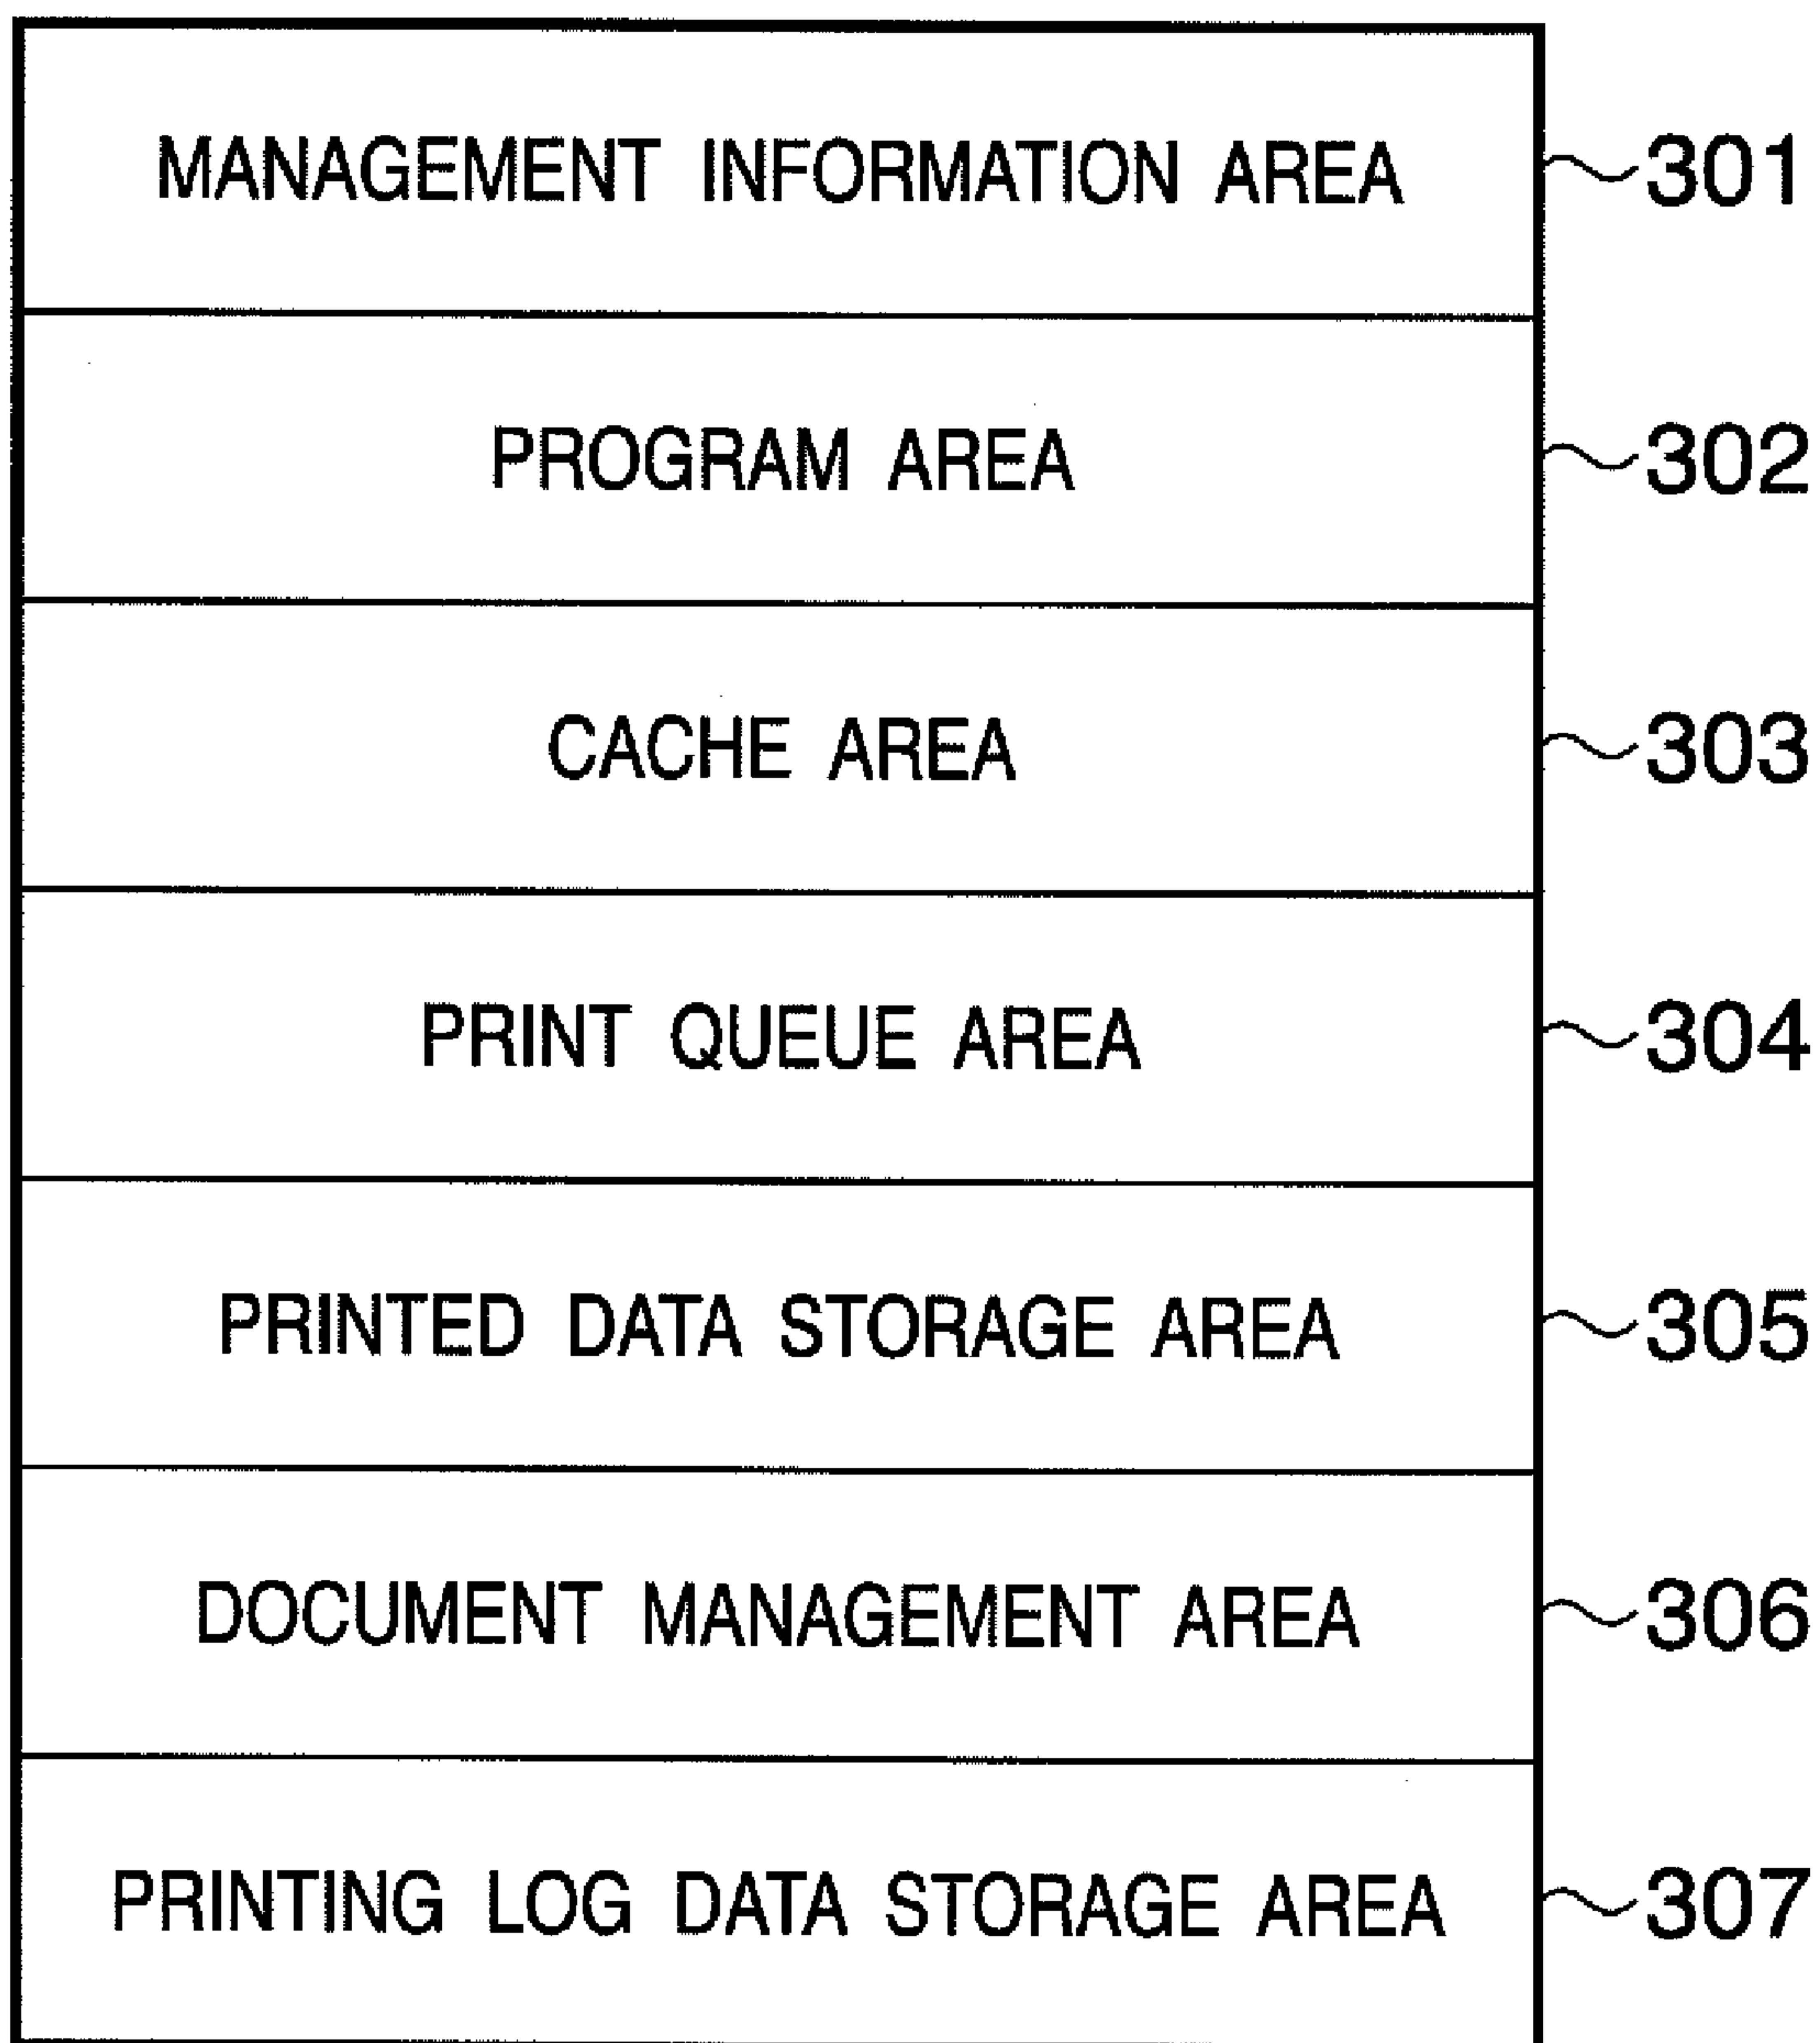 MANAGEMENT INFORMATION AREA 301
PROGRAM AREA 302
CACHE AREA 303
PRINT QUEUE AREA 304
PRINTED DATA STORAGE AREA 305
DOCUMENT MANAGEMENT AREA 306
PRINTING LOG DATA STORAGE AREA 307